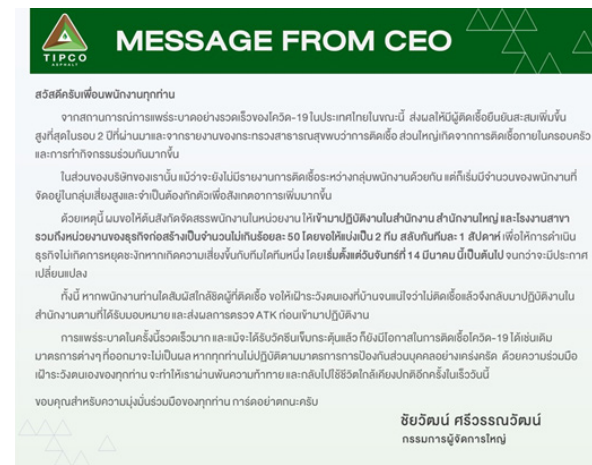 TIPCO
ASPHALT
MESSAGE FROM CEO
สวัสดีครับเพื่อนพนักงานทุกท่าน
จากสถานการณ์การแพร่ระบาดอย่างรวดเร็วของโควิด-19 ในประเทศไทยในขณะนี้ ส่งผลให้มีผู้ติดเชื้อยืนยันสะสมเพิ่มขึ้น
สูงที่สุดในรอบ 2 ปีที่ผ่านมาและจากรายงานของกระทรวงสาธารณสุขพบว่าการติดเชื้อ ส่วนใหญ่เกิดจากการติดเชื้อภายในครอบครัว
และการทำกิจกรรมร่วมกันมากขึ้น
ในส่วนของบริษัทของเรานั้น แม้ว่าจะยังไม่มีรายงานการติดเชื้อระหว่างกลุ่มพนักงานด้วยกัน แต่ก็เริ่มมีจำนวนของพนักงานที่
จัดอยู่ในกลุ่มเสี่ยงสูงและจำเป็นต้องกักตัวเพื่อสังเกตอาการเพิ่มมากขึ้น
ด้วยเหตุนี้ ผมขอให้ต้นสังกัดจัดสรรพนักงานในหน่วยงาน ให้เข้ามาปฏิบัติงานในสำนักงาน สำนักงานใหญ่ และโรงงานสาขา
รวมถึงหน่วยงานของธุรกิจก่อสร้างเป็นจำนวนไม่เกินร้อยละ 50 โดยขอให้แบ่งเป็น 2 ทีม สลับกันทีมละ 1 สัปดาห์ เพื่อให้การดำเนิน
ธุรกิจไม่เกิดการหยุดชะงักหากเกิดความเสี่ยงขึ้นกับทีมใดทีมหนึ่ง โดยเริ่มตั้งแต่วันจันทร์ที่ 14 มีนาคม นี้เป็นต้นไป จนกว่าจะมีประกาศ
เปลี่ยนแปลง
ทั้งนี้ หากพนักงานท่านใดสัมผัสใกล้ชิดผู้ที่ติดเชื้อ ขอให้เฝ้าระวังตนเองที่บ้านจนแน่ใจว่าไม่ติดเชื้อแล้วจึงกลับมาปฏิบัติงานใน
สำนักงานตามที่ได้รับมอบหมาย และส่งผลการตรวจ ATK ก่อนเข้ามาปฏิบัติงาน
การแพร่ระบาดในครั้งนี้รวดเร็วมาก และแม้จะได้รับวัคซีนเข็มกระตุ้นแล้ว ก็ยังมีโอกาสในการติดเชื้อโควิด-19 ได้เช่นเดิม
มาตรการต่างๆ ที่ออกมาจะไม่เป็นผล หากทุกท่านไม่ปฏิบัติตามมาตรการการป้องกันส่วนบุคคลอย่างเคร่งครัด ด้วยความร่วมมือ
เฝ้าระวังตนเองของทุกท่าน จะทำให้เราผ่านพ้นความท้าทาย และกลับไปใช้ชีวิตใกล้เคียงปกติอีกครั้งในเร็ววันนี้
ขอบคุณสำหรับความมุ่งมั่นร่วมมือของทุกท่าน การ์ดอย่าตกนะครับ
ชัยวัฒน์ ศรีวรรณวัฒน์
กรรมการผู้จัดการใหญ่